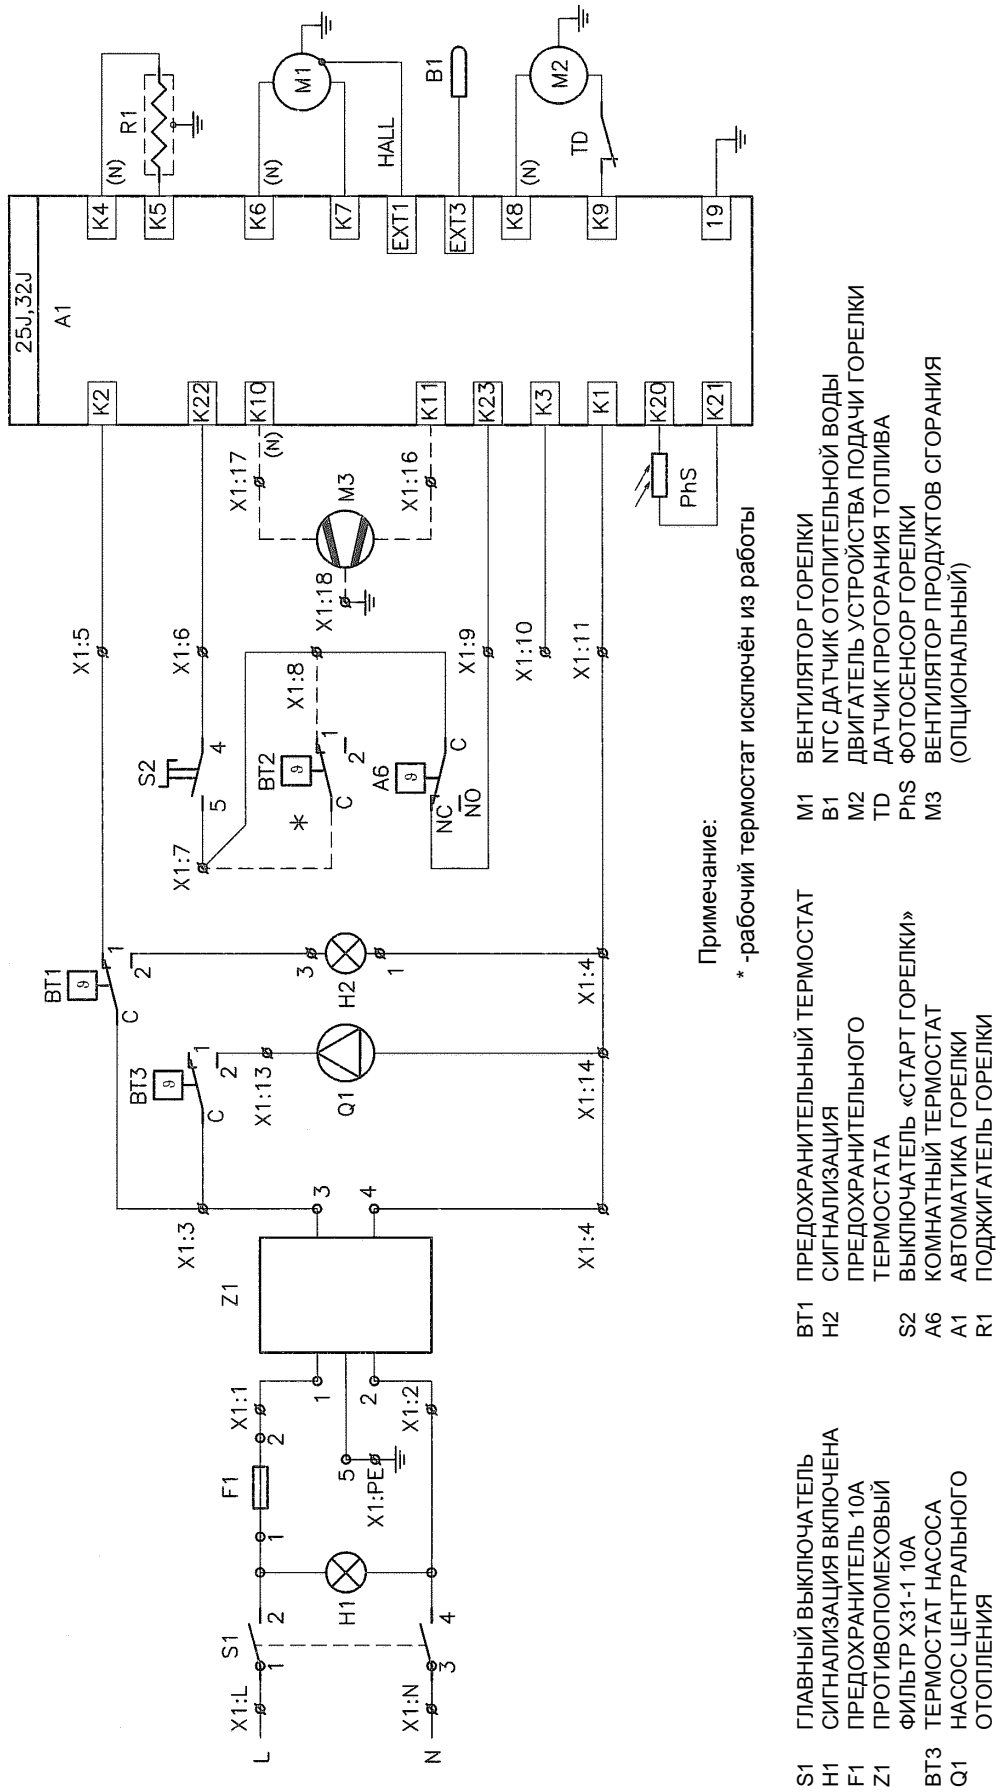 25J,32J
A1
K2
K22
K10
K11
K23
K3
K1
K20
K21
K4
K5
K6
K7
EXT1
EXT3
K8
K9
19
(N)
R1
(N)
M1
HALL
B1
(N)
M2
TD
(N)
X1:17
X1:16
M3
X1:18
PhS
X1:5
X1:6
X1:8
X1:9
X1:10
X1:11
S2
4
5
X1:7
BT2
ϑ
1
2
C
*
A6
ϑ
C
NC
NO
BT1
ϑ
1
2
C
3
H2
1
X1:4
BT3
ϑ
1
2
C
X1:13
Q1
X1:14
X1:3
3
4
X1:4
Z1
1
2
5
X1:1
X1:2
X1:PE
2
F1
1
H1
S1
2
1
4
3
X1:L
X1:N
L
N
Примечание:
* -рабочий термостат исключён из работы
S1 ГЛАВНЫЙ ВЫКЛЮЧАТЕЛЬ
H1 СИГНАЛИЗАЦИЯ ВКЛЮЧЕНА
F1 ПРЕДОХРАНИТЕЛЬ 10А
Z1 ПРОТИВОПОМЕХОВЫЙ
ФИЛЬТР X31-1 10А
BT3 ТЕРМОСТАТ НАСОСА
Q1 НАСОС ЦЕНТРАЛЬНОГО
ОТОПЛЕНИЯ
BT1 ПРЕДОХРАНИТЕЛЬНЫЙ ТЕРМОСТАТ
H2 СИГНАЛИЗАЦИЯ
ПРЕДОХРАНИТЕЛЬНОГО
ТЕРМОСТАТА
S2 ВЫКЛЮЧАТЕЛЬ «СТАРТ ГОРЕЛКИ»
A6 КОМНАТНЫЙ ТЕРМОСТАТ
A1 АВТОМАТИКА ГОРЕЛКИ
R1 ПОДЖИГАТЕЛЬ ГОРЕЛКИ
M1 ВЕНТИЛЯТОР ГОРЕЛКИ
B1 NTC ДАТЧИК ОТОПИТЕЛЬНОЙ ВОДЫ
M2 ДВИГАТЕЛЬ УСТРОЙСТВА ПОДАЧИ ГОРЕЛКИ
TD ДАТЧИК ПРОГОРАНИЯ ТОПЛИВА
PhS ФОТОСЕНСОР ГОРЕЛКИ
M3 ВЕНТИЛЯТОР ПРОДУКТОВ СГОРАНИЯ
(ОПЦИОНАЛЬНЫЙ)